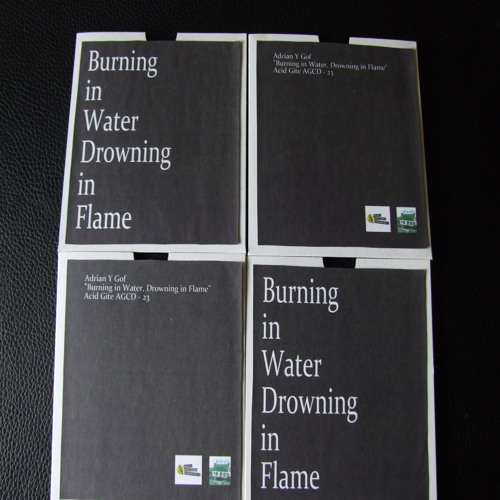 Burning
in
Water
Drowning
in
Flame
Adrian Y Gof
"Burning in Water, Drowning in Flame"
Acid Gite AGCD - 23
Adrian Y Gof
"Burning in Water, Drowning in Flame"
Acid Gite AGCD - 23
Burning
in
Water
Drowning
in
Flame